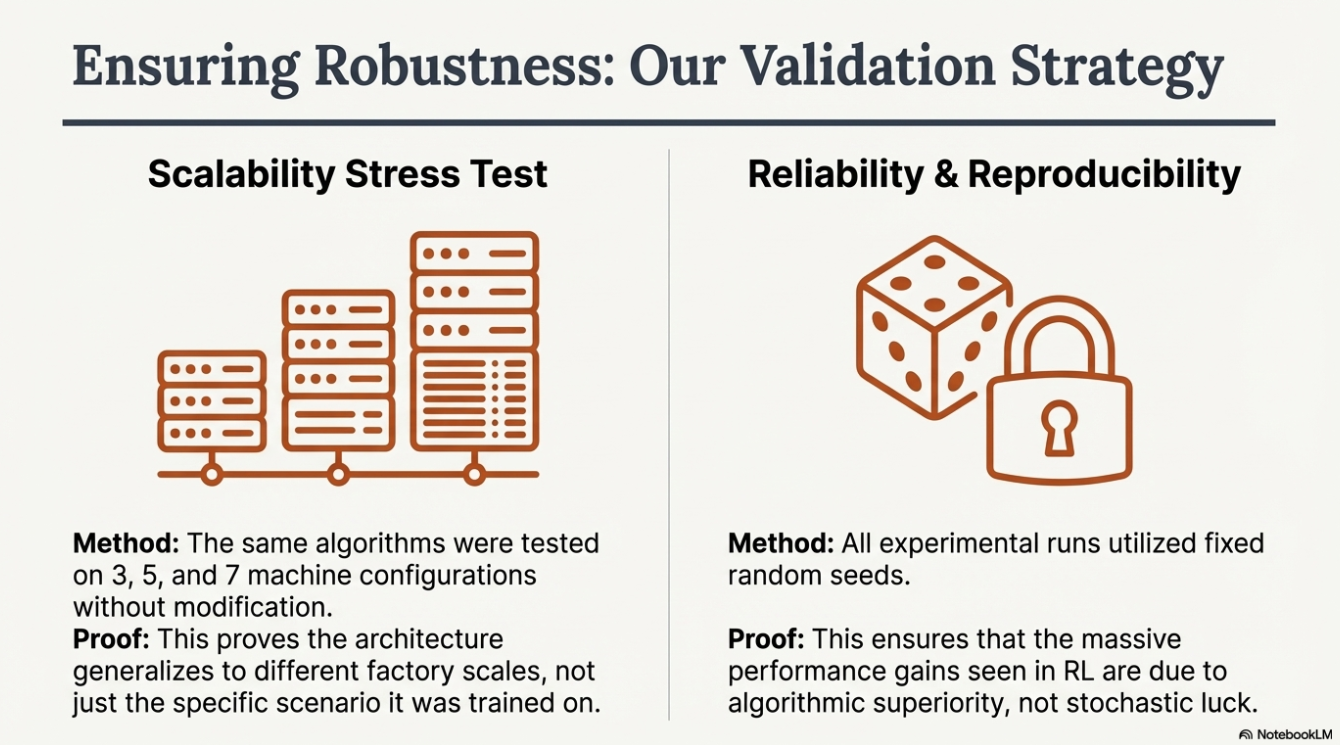 Ensuring Robustness: Our Validation Strategy
Scalability Stress Test
Method: The same algorithms were tested
on 3, 5, and 7 machine configurations
without modification.
Proof: This proves the architecture
generalizes to different factory scales, not
just the specific scenario it was trained on.
Reliability & Reproducibility
Method: All experimental runs utilized fixed
random seeds.
Proof: This ensures that the massive
performance gains seen in RL are due to
algorithmic superiority, not stochastic luck.
NotebookLM